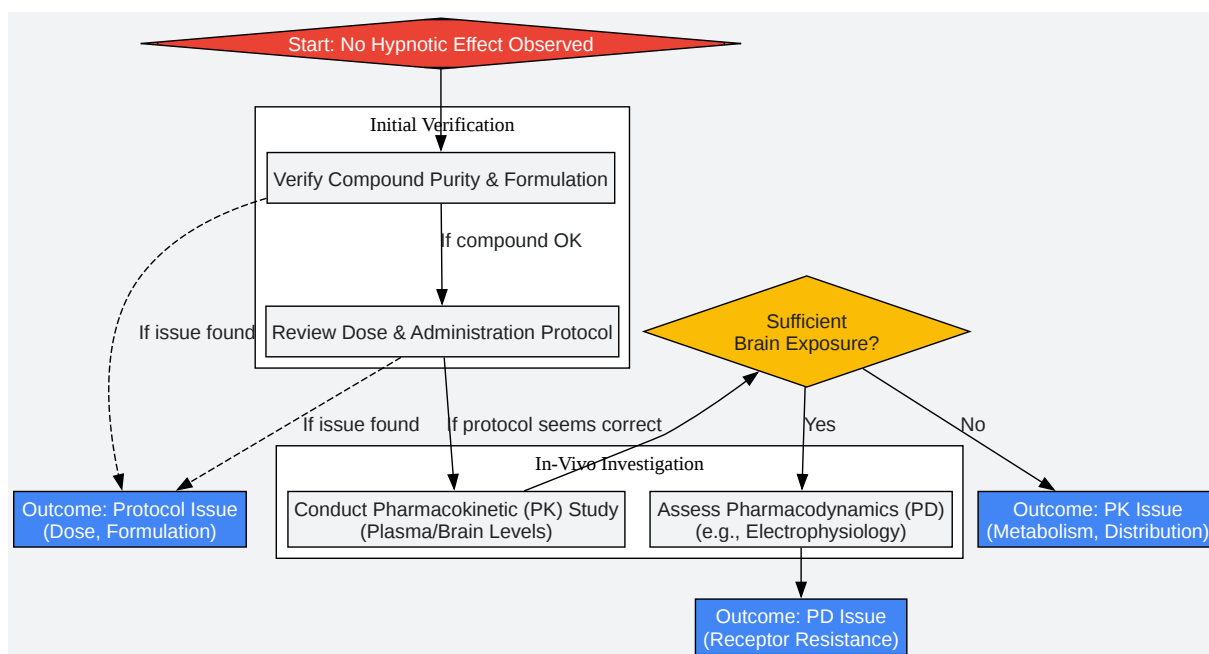 Start: No Hypnotic Effect Observed
Initial Verification
Verify Compound Purity & Formulation
If compound OK
If issue found
Review Dose & Administration Protocol
Sufficient
Brain Exposure?
If issue found
If protocol seems correct
Yes
No
In-Vivo Investigation
Outcome: Protocol Issue
(Dose, Formulation)
Conduct Pharmacokinetic (PK) Study
(Plasma/Brain Levels)
Assess Pharmacodynamics (PD)
(e.g., Electrophysiology)
Outcome: PK Issue
(Metabolism, Distribution)
Outcome: PD Issue
(Receptor Resistance)